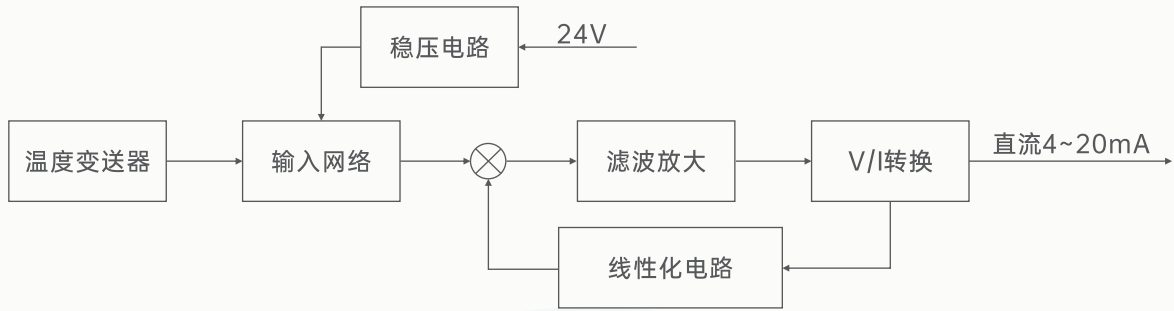 稳压电路
24V
温度变送器
输入网络
滤波放大
V/I转换
直流4~20mA
线性化电路